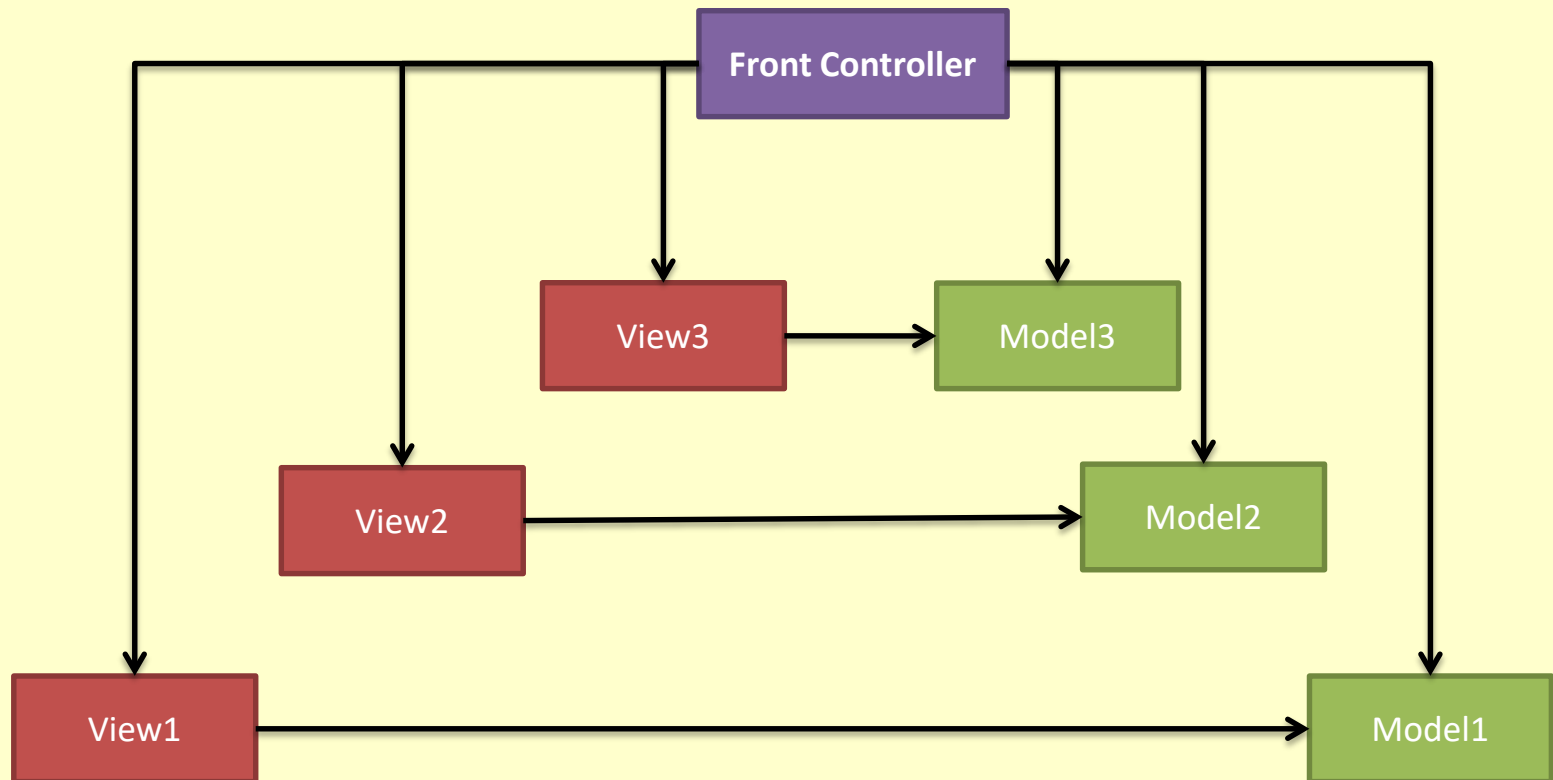 Front Controller
View3
Model3
View2
Model2
View1
Model1